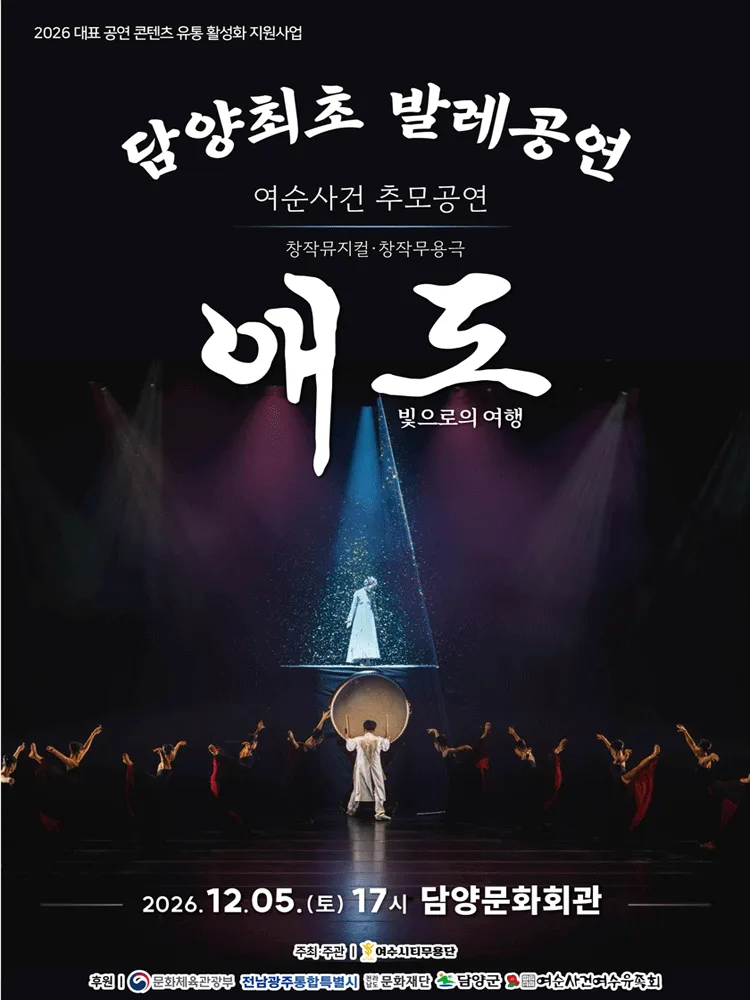 2026 대표 공연 콘텐츠 유통 활성화 지원사업
담양최초 발레공연
여순사건 추모공연
창작뮤지컬·창작무용극
애도
빛으로의 여행
2026.12.05.(토) 17시 담양문화회관
주최·주관 | 여수시티무용단
후원 | 문화체육관광부 전남광주통합특별시 문화재단 담양군 여순사건여수유족회